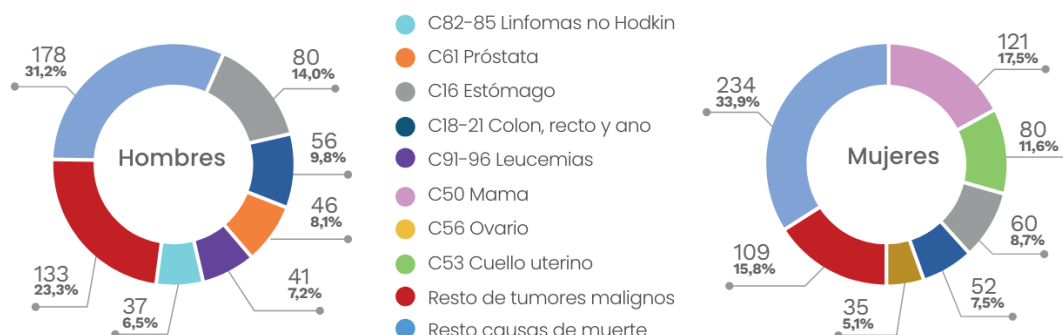 178
31,2%
80
14,0%
56
9,8%
46
8,1%
41
7,2%
37
6,5%
133
23,3%
Hombres
C82-85 Linfomas no Hodkin
C61 Próstata
C16 Estómago
C18-21 Colon, recto y ano
C91-96 Leucemias
C50 Mama
C56 Ovario
C53 Cuello uterino
Resto de tumores malignos
Resto causas de muerte
121
17,5%
234
33,9%
80
11,6%
Mujeres
60
8,7%
109
15,8%
52
7,5%
35
5,1%